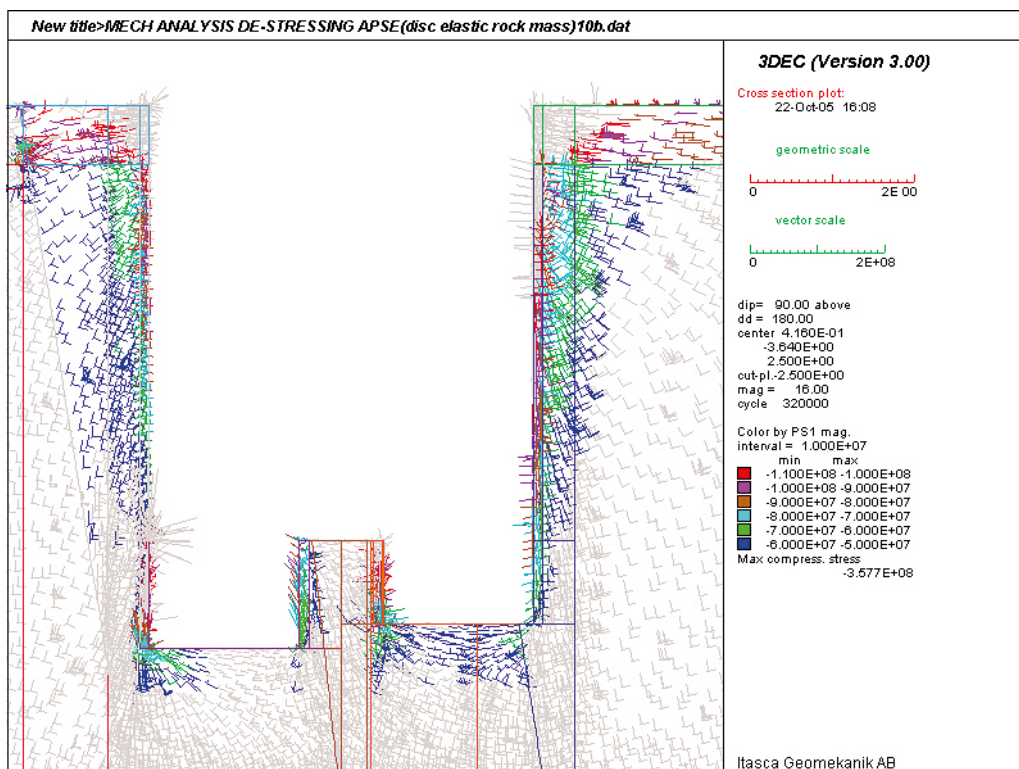 New title>MECH ANALYSIS DE-STRESSING APSE(disc elastic rock mass)10b.dat
3DEC (Version 3.00)
Cross section plot:
22-Oct-05 16:08
geometric scale
0 2E 00
vector scale
0 2E+08
dip= 90.00 above
dd = 180.00
center 4.160E-01
-3.640E+00
2.500E+00
cut-pl.-2.500E+00
mag = 16.00
cycle 320000
Color by PS1 mag.
interval = 1.000E+07
min max
-1.100E+08 -1.000E+08
-1.000E+08 -9.000E+07
-9.000E+07 -8.000E+07
-8.000E+07 -7.000E+07
-7.000E+07 -6.000E+07
-6.000E+07 -5.000E+07
Max compress. stress
-3.577E+08
Itasca Geomekanik AB